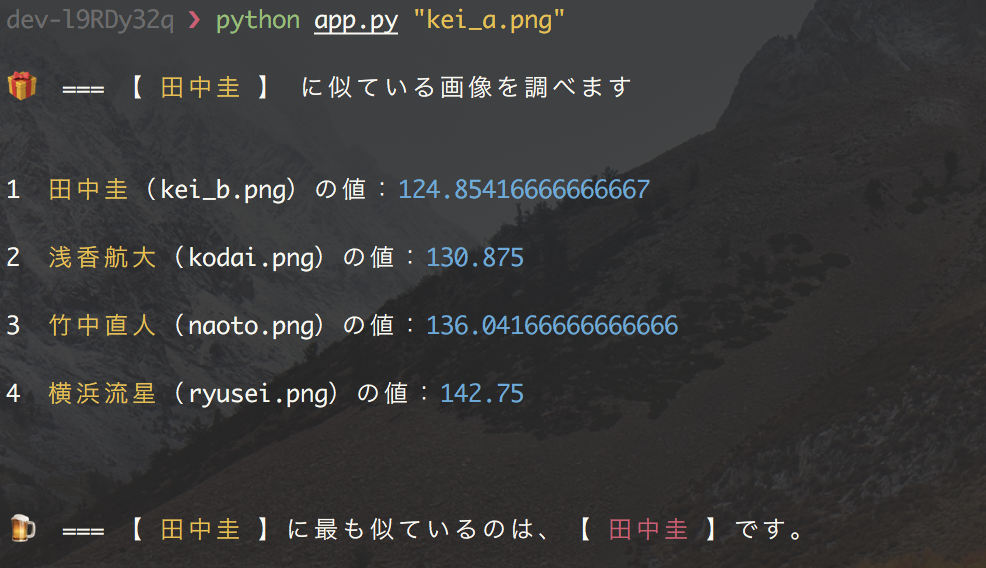 dev-l9RDy32q ❯ python app.py "kei_a.png"
🎁 === 【 田中圭 】 に似ている画像を調べます
1 田中圭（kei_b.png）の値：124.85416666666667
2 浅香航大（kodai.png）の値：130.875
3 竹中直人（naoto.png）の値：136.04166666666666
4 横浜流星（ryusei.png）の値：142.75
🍺 === 【 田中圭 】に最も似ているのは、【 田中圭 】です。